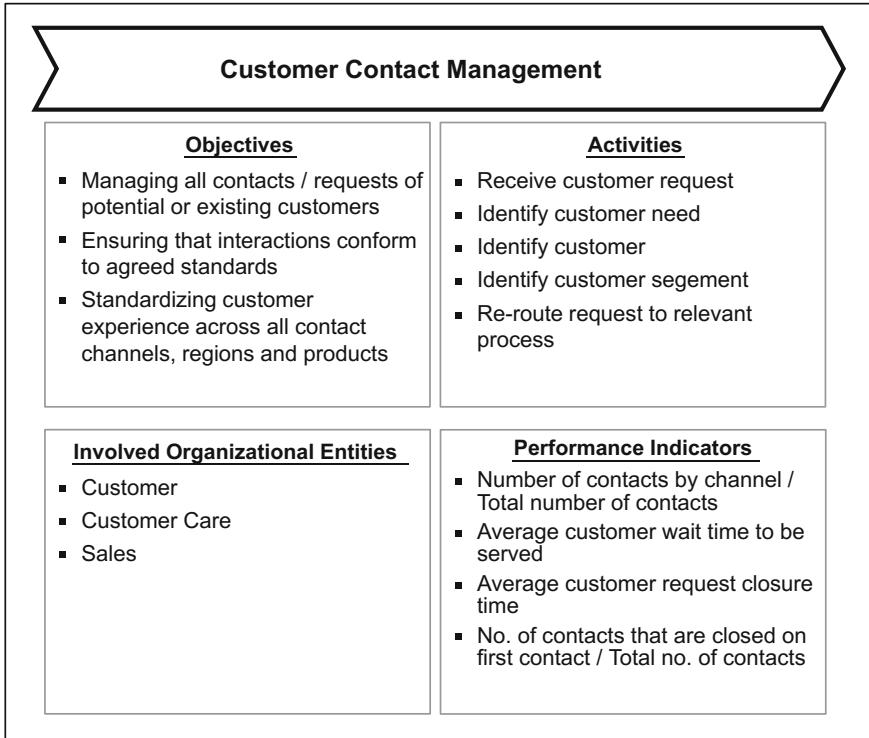 Customer Contact Management
Objectives
▪ Managing all contacts / requests of
potential or existing customers
▪ Ensuring that interactions conform
to agreed standards
▪ Standardizing customer
experience across all contact
channels, regions and products
Activities
▪ Receive customer request
▪ Identify customer need
▪ Identify customer
▪ Identify customer segement
▪ Re-route request to relevant
process
Involved Organizational Entities
▪ Customer
▪ Customer Care
▪ Sales
Performance Indicators
▪ Number of contacts by channel /
Total number of contacts
▪ Average customer wait time to be
served
▪ Average customer request closure
time
▪ No. of contacts that are closed on
first contact / Total no. of contacts